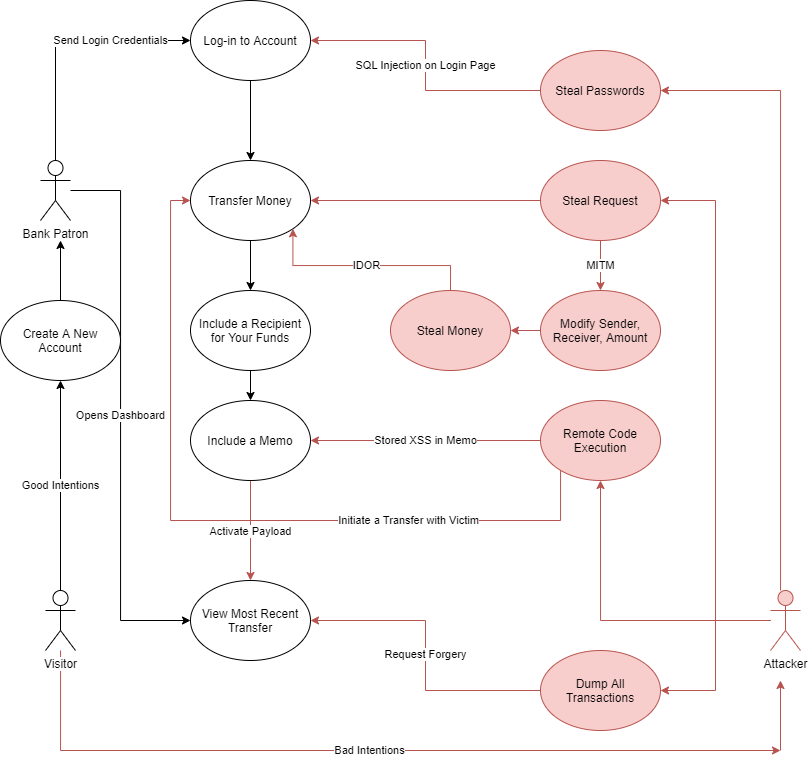 Send Login Credentials
Log-in to Account
SQL Injection on Login Page
Steal Passwords
Bank Patron
Transfer Money
Steal Request
IDOR
MITM
Create A New
Account
Include a Recipient
for Your Funds
Steal Money
Modify Sender,
Receiver, Amount
Opens Dashboard
Include a Memo
Stored XSS in Memo
Remote Code
Execution
Good Intentions
Initiate a Transfer with Victim
Activate Payload
View Most Recent
Transfer
Visitor
Request Forgery
Attacker
Dump All
Transactions
Bad Intentions